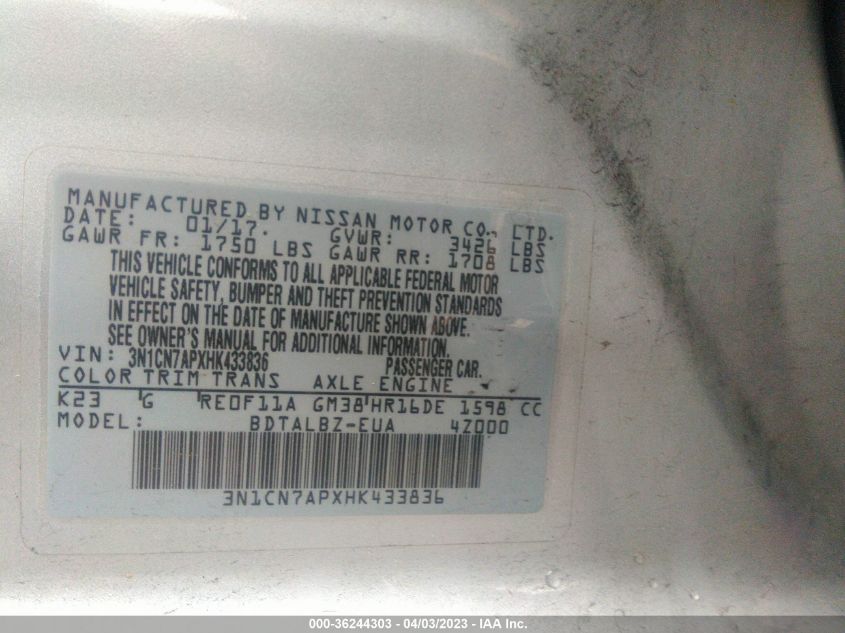 MANUFACTURED BY NISSAN MOTOR CO., LTD.
DATE: 01/17. GVWR: 3426 LBS
GAWR FR: 1750 LBS GAWR RR: 1708 LBS
THIS VEHICLE CONFORMS TO ALL APPLICABLE FEDERAL MOTOR
VEHICLE SAFETY, BUMPER AND THEFT PREVENTION STANDARDS
IN EFFECT ON THE DATE OF MANUFACTURE SHOWN ABOVE.
SEE OWNER'S MANUAL FOR ADDITIONAL INFORMATION.
VIN: 3N1CN7APXHK433836 PASSENGER CAR.
COLOR TRIM TRANS AXLE ENGINE
K23 G RE0F11A GM38 HR16DE 1598 CC
MODEL: BDTALBZ-EUA 4Z000
3N1CN7APXHK433836
000-36244303 - 04/03/2023 - IAA Inc.